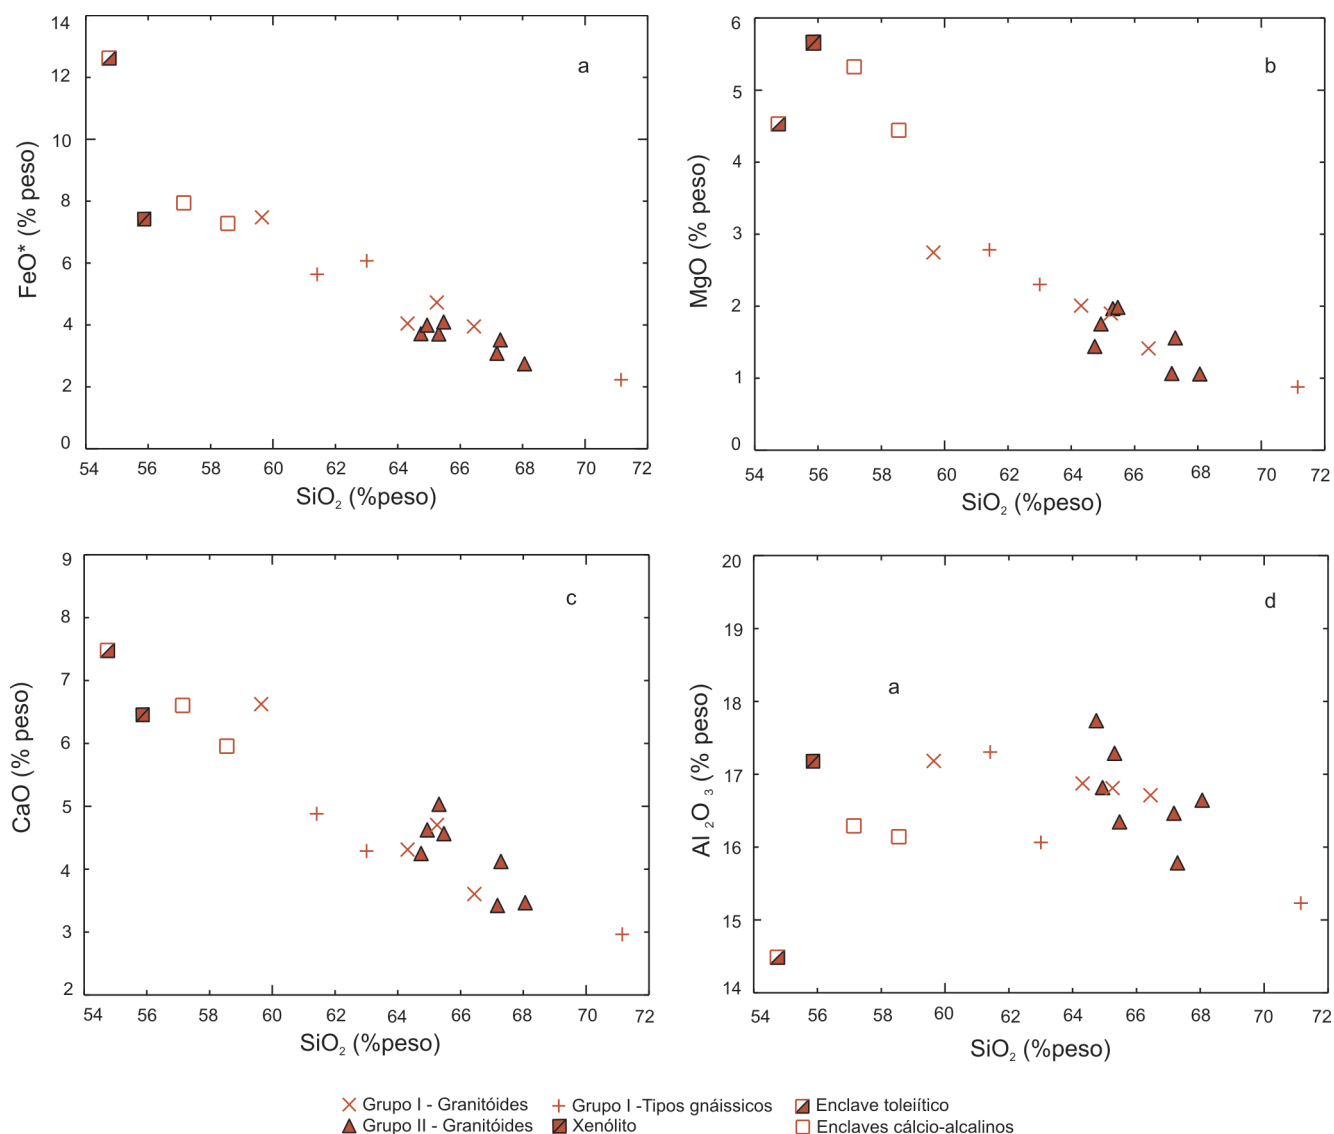 14
12
10
8
6
4
2
0
FeO* (% peso)
a
54 56 58 60 62 64 66 68 70 72
SiO₂ (%peso)
6
5
4
3
2
1
0
MgO (% peso)
b
54 56 58 60 62 64 66 68 70 72
SiO₂ (%peso)
9
8
7
6
5
4
3
2
CaO (% peso)
c
54 56 58 60 62 64 66 68 70 72
SiO₂ (%peso)
20
19
18
17
16
15
14
Al₂O₃ (% peso)
d
a
54 56 58 60 62 64 66 68 70 72
SiO₂ (%peso)
Grupo I - Granitóides
Grupo I -Tipos gnáissicos
Enclave toleiítico
Grupo II - Granitóides
Xenólito
Enclaves cálcio-alcalinos